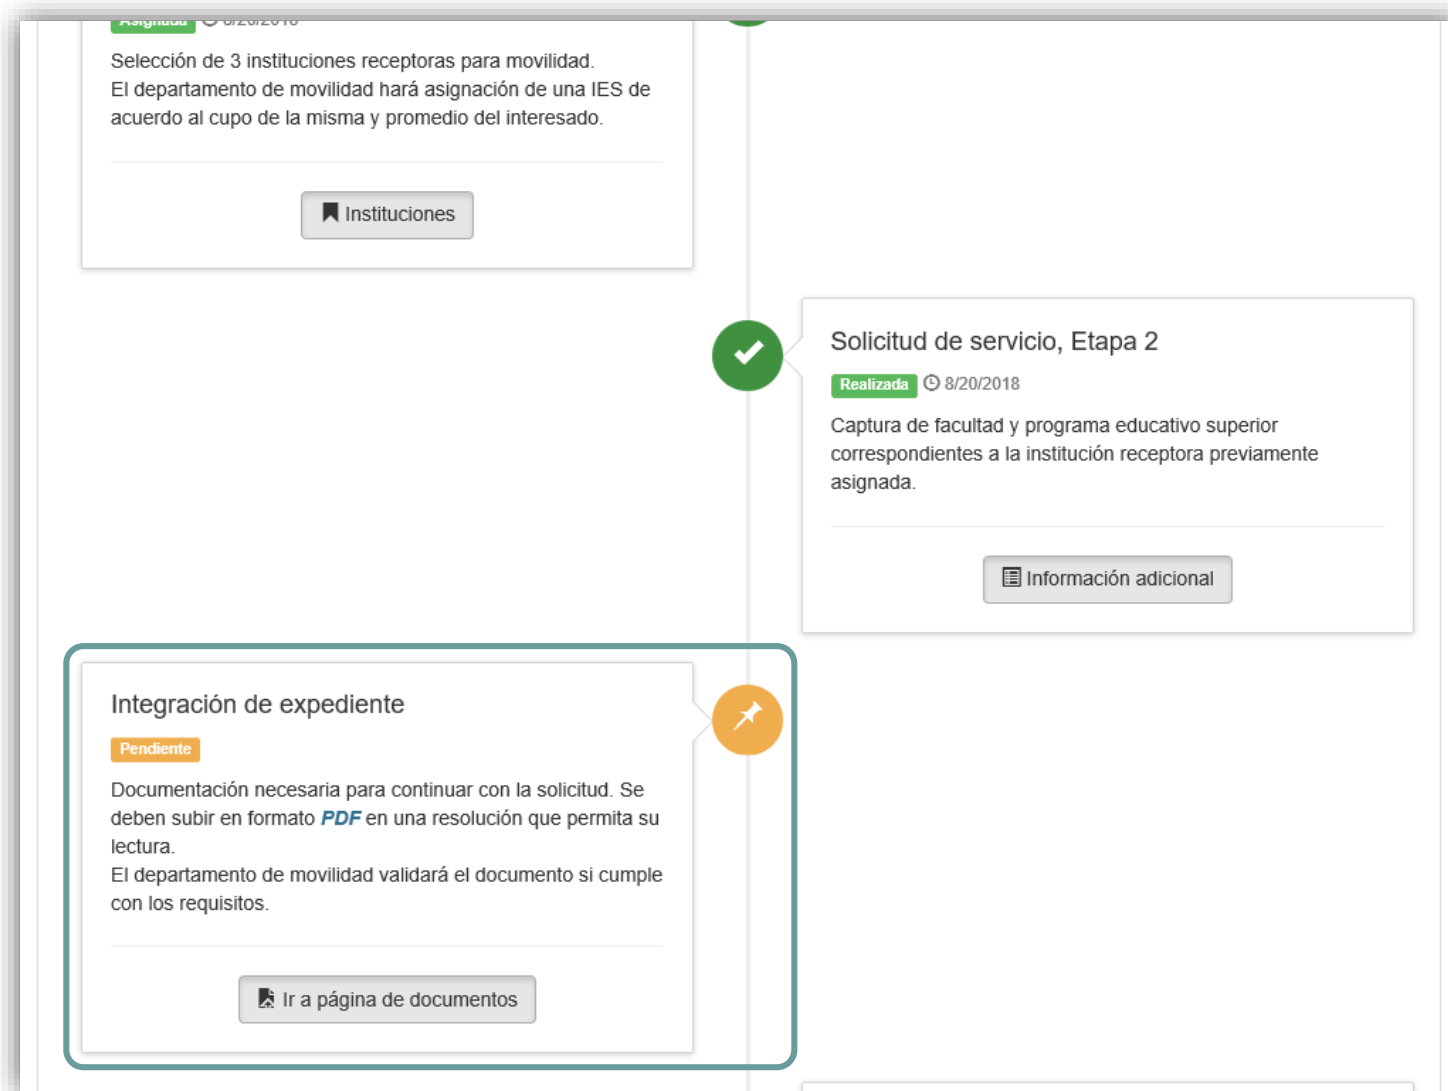 Asignada 8/20/2018
Selección de 3 instituciones receptoras para movilidad.
El departamento de movilidad hará asignación de una IES de
acuerdo al cupo de la misma y promedio del interesado.
Instituciones
Solicitud de servicio, Etapa 2
Realizada 8/20/2018
Captura de facultad y programa educativo superior
correspondientes a la institución receptora previamente
asignada.
Información adicional
Integración de expediente
Pendiente
Documentación necesaria para continuar con la solicitud. Se
deben subir en formato PDF en una resolución que permita su
lectura.
El departamento de movilidad validará el documento si cumple
con los requisitos.
Ir a página de documentos